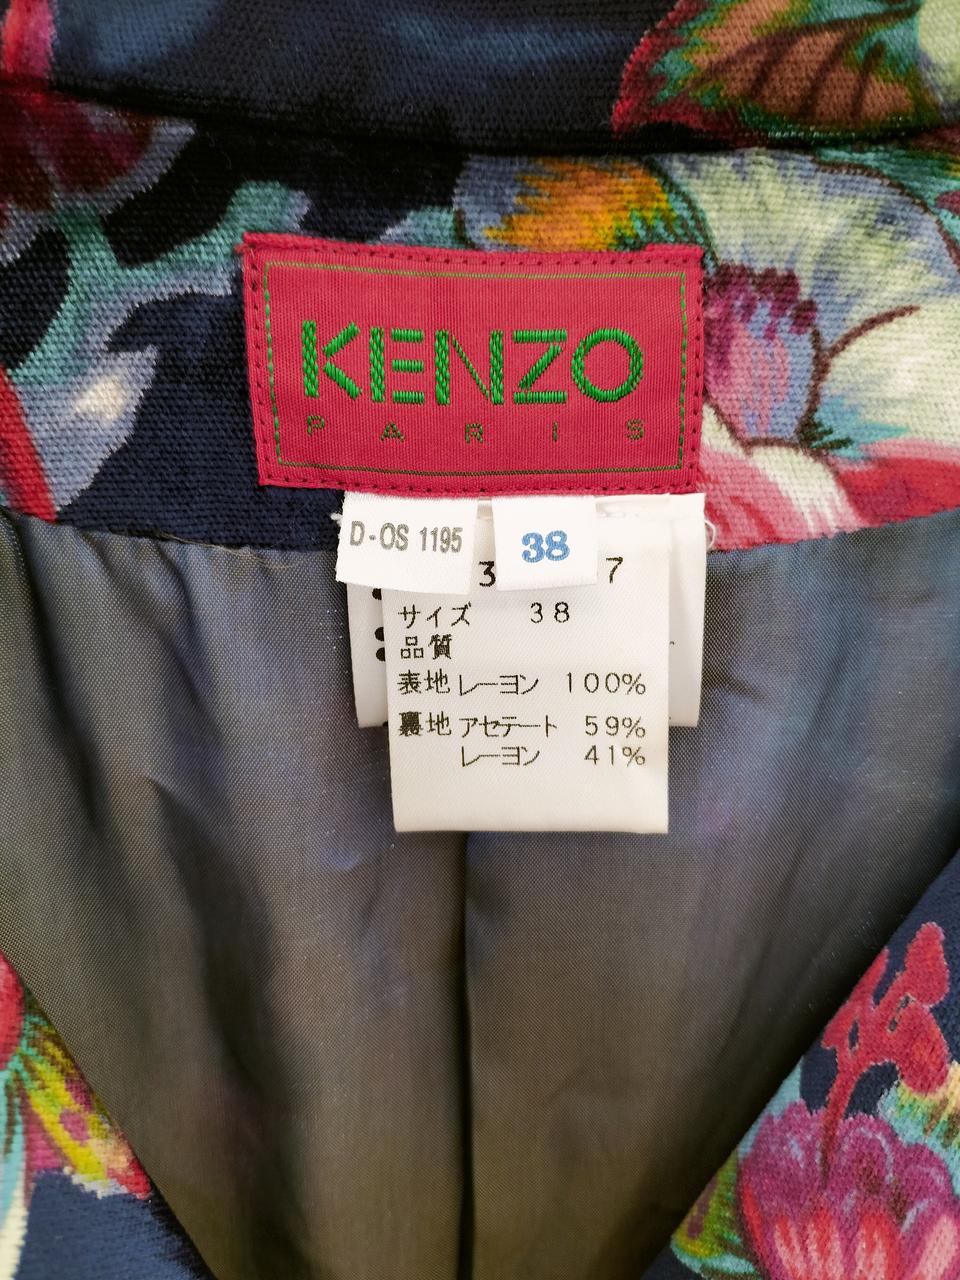 KENZO
PARIS
D-OS 1195
38
3 7
サイズ 38
品質
表地 レーヨン 100%
裏地 アセテート 59%
レーヨン 41%